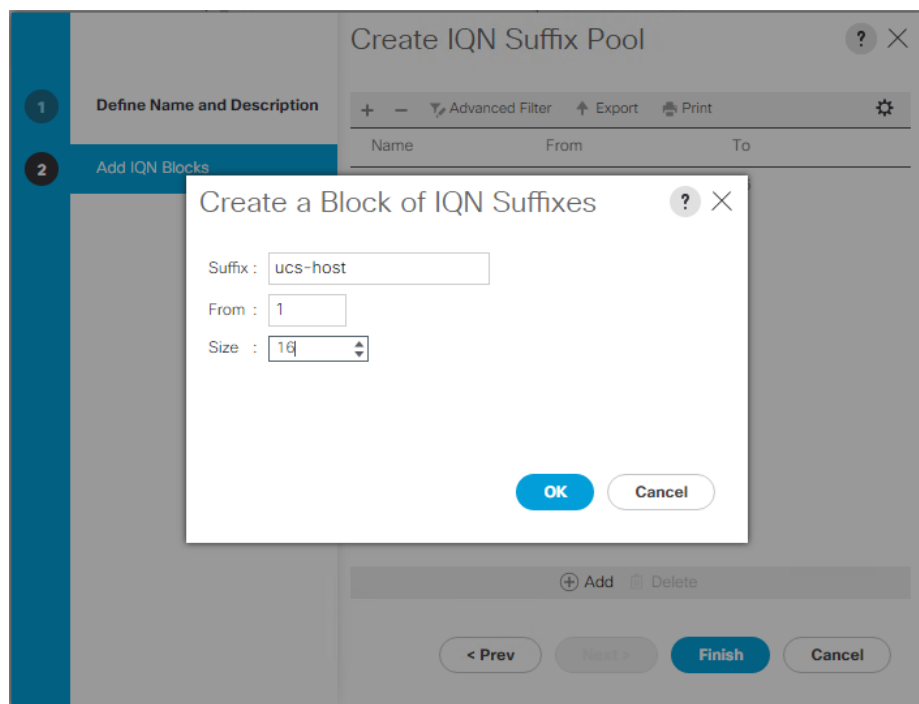 Create IQN Suffix Pool ?
1 Define Name and Description
+ − Advanced Filter Export Print
Name From To
2 Add IQN Blocks
Create a Block of IQN Suffixes ?
Suffix : ucs-host
From : 1
Size : 16
OK Cancel
Add Delete
< Prev Next > Finish Cancel